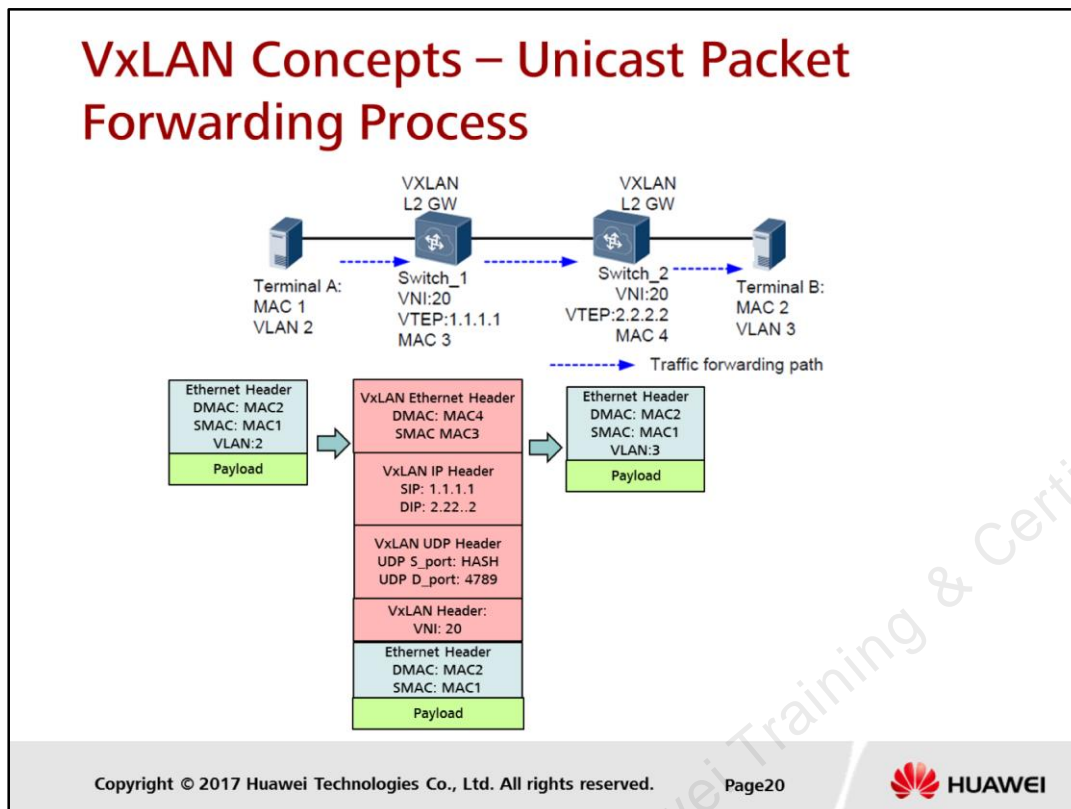 VxLAN Concepts – Unicast Packet
Forwarding Process
VXLAN
L2 GW
VXLAN
L2 GW
Terminal A:
MAC 1
VLAN 2
Switch_1
VNI:20
VTEP:1.1.1.1
MAC 3
Switch_2
VNI:20
VTEP:2.2.2.2
MAC 4
Terminal B:
MAC 2
VLAN 3
Traffic forwarding path
Ethernet Header
DMAC: MAC2
SMAC: MAC1
VLAN:2
Payload
VxLAN Ethernet Header
DMAC: MAC4
SMAC MAC3
VxLAN IP Header
SIP: 1.1.1.1
DIP: 2.22..2
VxLAN UDP Header
UDP S_port: HASH
UDP D_port: 4789
VxLAN Header:
VNI: 20
Ethernet Header
DMAC: MAC2
SMAC: MAC1
Payload
Ethernet Header
DMAC: MAC2
SMAC: MAC1
VLAN:3
Payload
Training & Certi
Copyright © 2017 Huawei Technologies Co., Ltd. All rights reserved.
Page20
HUAWEI